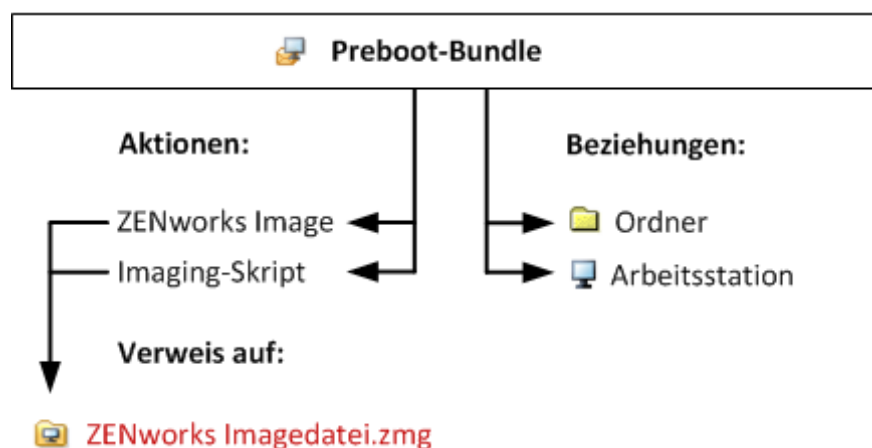 Preboot-Bundle
Aktionen:
Beziehungen:
ZENworks Image
Ordner
Imaging-Skript
Arbeitsstation
Verweis auf:
ZENworks Imagedatei.zmg